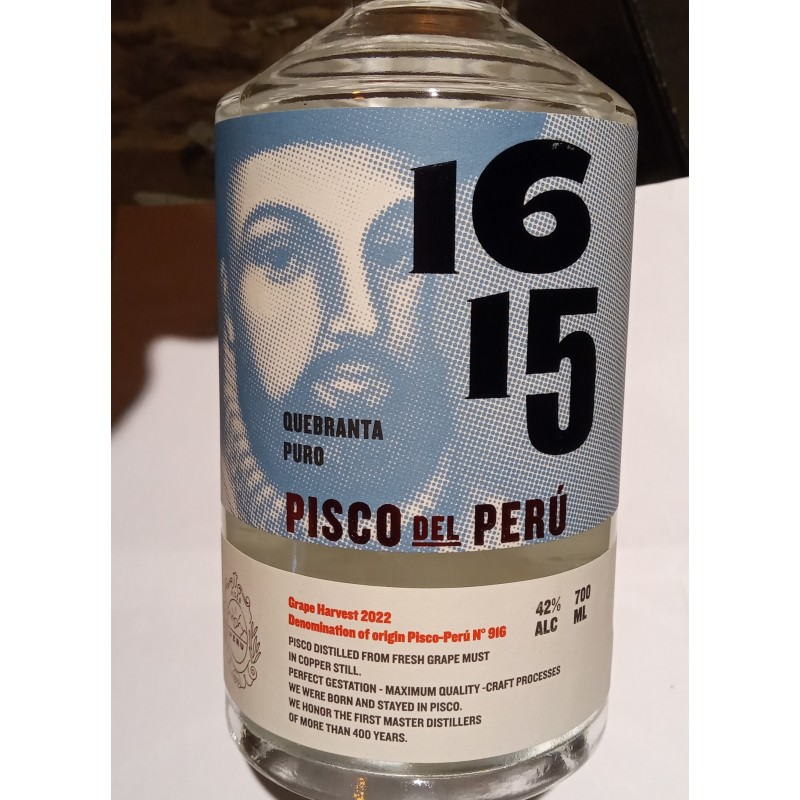 16
15
QUEBRANTA
PURO
PISCO DEL PERÚ
Grape Harvest 2022
Denomination of origin Pisco-Perú N° 916
PISCO DISTILLED FROM FRESH GRAPE MUST
IN COPPER STILL.
PERFECT GESTATION - MAXIMUM QUALITY -CRAFT PROCESSES
WE WERE BORN AND STAYED IN PISCO.
WE HONOR THE FIRST MASTER DISTILLERS
OF MORE THAN 400 YEARS.
42% 700
ALC ML
PERÚ